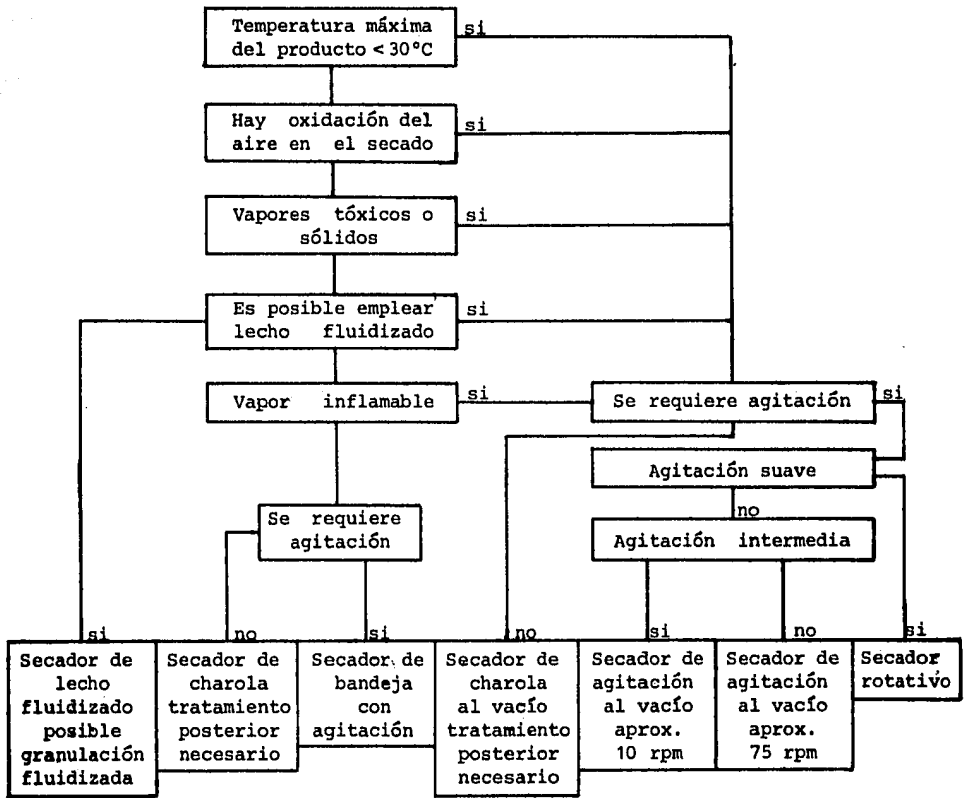 Temperatura máxima
del producto < 30°C
si
Hay oxidación del
aire en el secado
si
Vapores tóxicos o
sólidos
si
Es posible emplear
lecho fluidizado
si
Vapor inflamable
si
Se requiere agitación
si
Agitación suave
no
Se requiere
agitación
Agitación intermedia
si
no
si
no
si
no
si
Secador de
lecho
fluidizado
posible
granulación
fluidizada
Secador de
charola
tratamiento
posterior
necesario
Secador de
bandeja
con
agitación
Secador de
charola
al vacío
tratamiento
posterior
necesario
Secador de
agitación
al vacío
aprox.
10 rpm
Secador de
agitación
al vacío
aprox.
75 rpm
Secador
rotativo